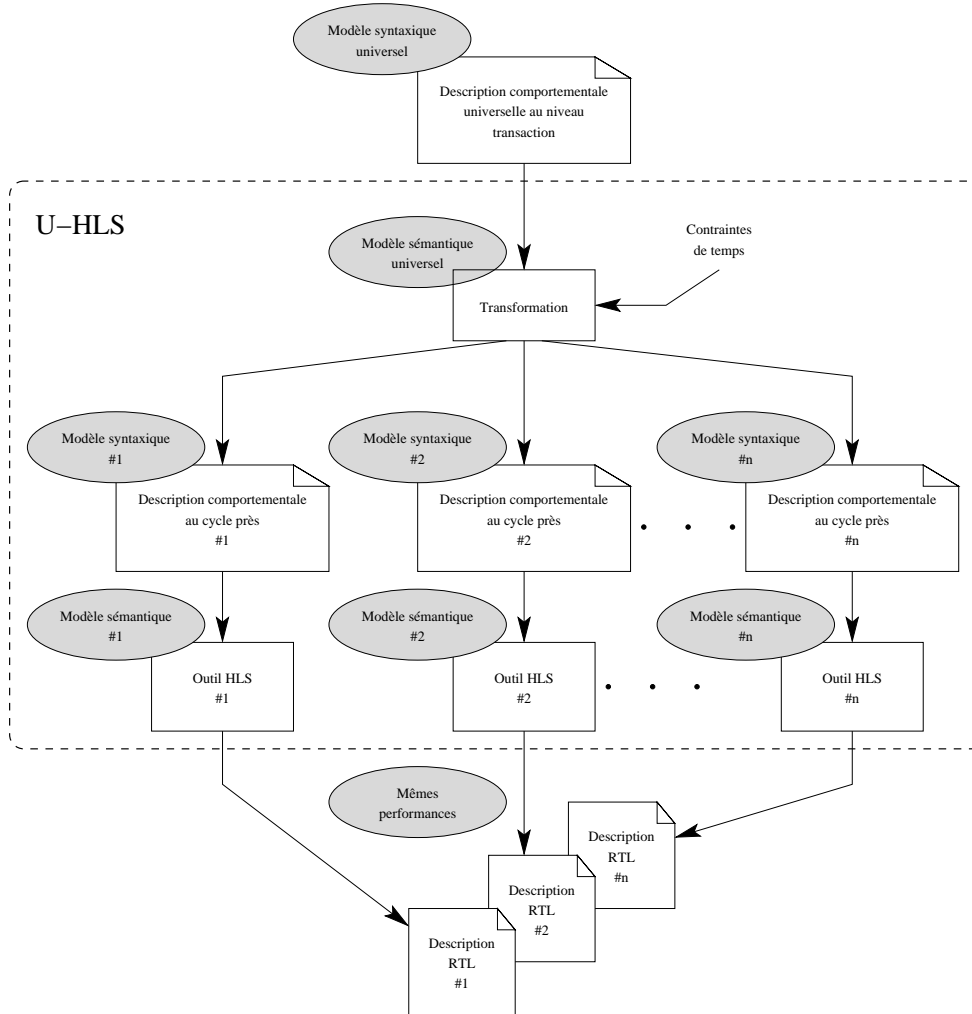 Modèle syntaxique
universel
Description comportementale
universelle au niveau
transaction
U−HLS
Modèle sémantique
universel
Contraintes
de temps
Transformation
Modèle syntaxique
#1
Modèle syntaxique
#2
Modèle syntaxique
#n
Description comportementale
au cycle près
#1
Description comportementale
au cycle près
#2
Description comportementale
au cycle près
#n
Modèle sémantique
#1
Modèle sémantique
#2
Modèle sémantique
#n
Outil HLS
#1
Outil HLS
#2
Outil HLS
#n
Mêmes
performances
Description
RTL
#n
Description
RTL
#2
Description
RTL
#1